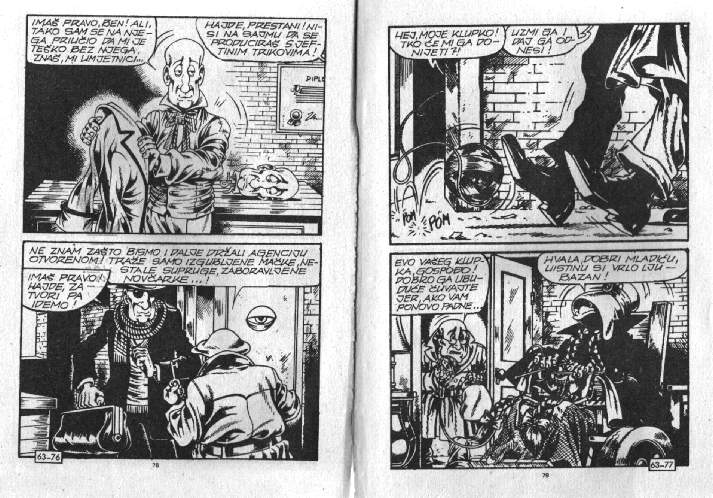 IMAŠ PRAVO, BEN! ALI,
TAKO SAM SE NA NJE-
GA PRIUČIO DA MI JE
TEŠKO BEZ NJEGA,
ZNAŠ, MI UMJETNICI...
HAJDE, PRESTANI! NI-
SI NA SAJMU DA SE
PRODUCIRAŠ S JEF-
TINIM TRIKOVIMA!
DIPL
NE ZNAM ZAŠTO BISMO I DALJE DRŽALI AGENCIJU
OTVORENOM! TRAŽE SAMO IZGUBLJENE MAČKE, NE-
STALE SUPRUGE, ZABORAVLJENE
NOVČARKE...!
IMAŠ PRAVO!
HAJDE, ZA-
TVORI PA
IDEMO!
63-76
78
HEJ, MOJE KLUPKO!
TKO ĆE MI GA DO-
NIJETI?!
UZMI GA I
DAJ GA OD-
NESI!
POM
POM
EVO VAŠEG KLUP-
KA, GOSPOĐO!
DOBRO GA UBU-
DUĆE ČUVAJTE
JER, AKO VAM
PONOVO PADNE...
HVALA, DOBRI MLADIĆU,
UISTINU SI VRLO LJU-
BAZAN!
63-77
79